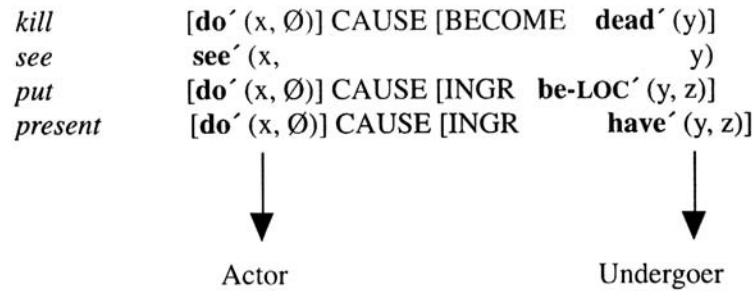 kill [do´ (x, Ø)] CAUSE [BECOME dead´ (y)]
see see´ (x, y)
put [do´ (x, Ø)] CAUSE [INGR be-LOC´ (y, z)]
present [do´ (x, Ø)] CAUSE [INGR have´ (y, z)]
Actor Undergoer